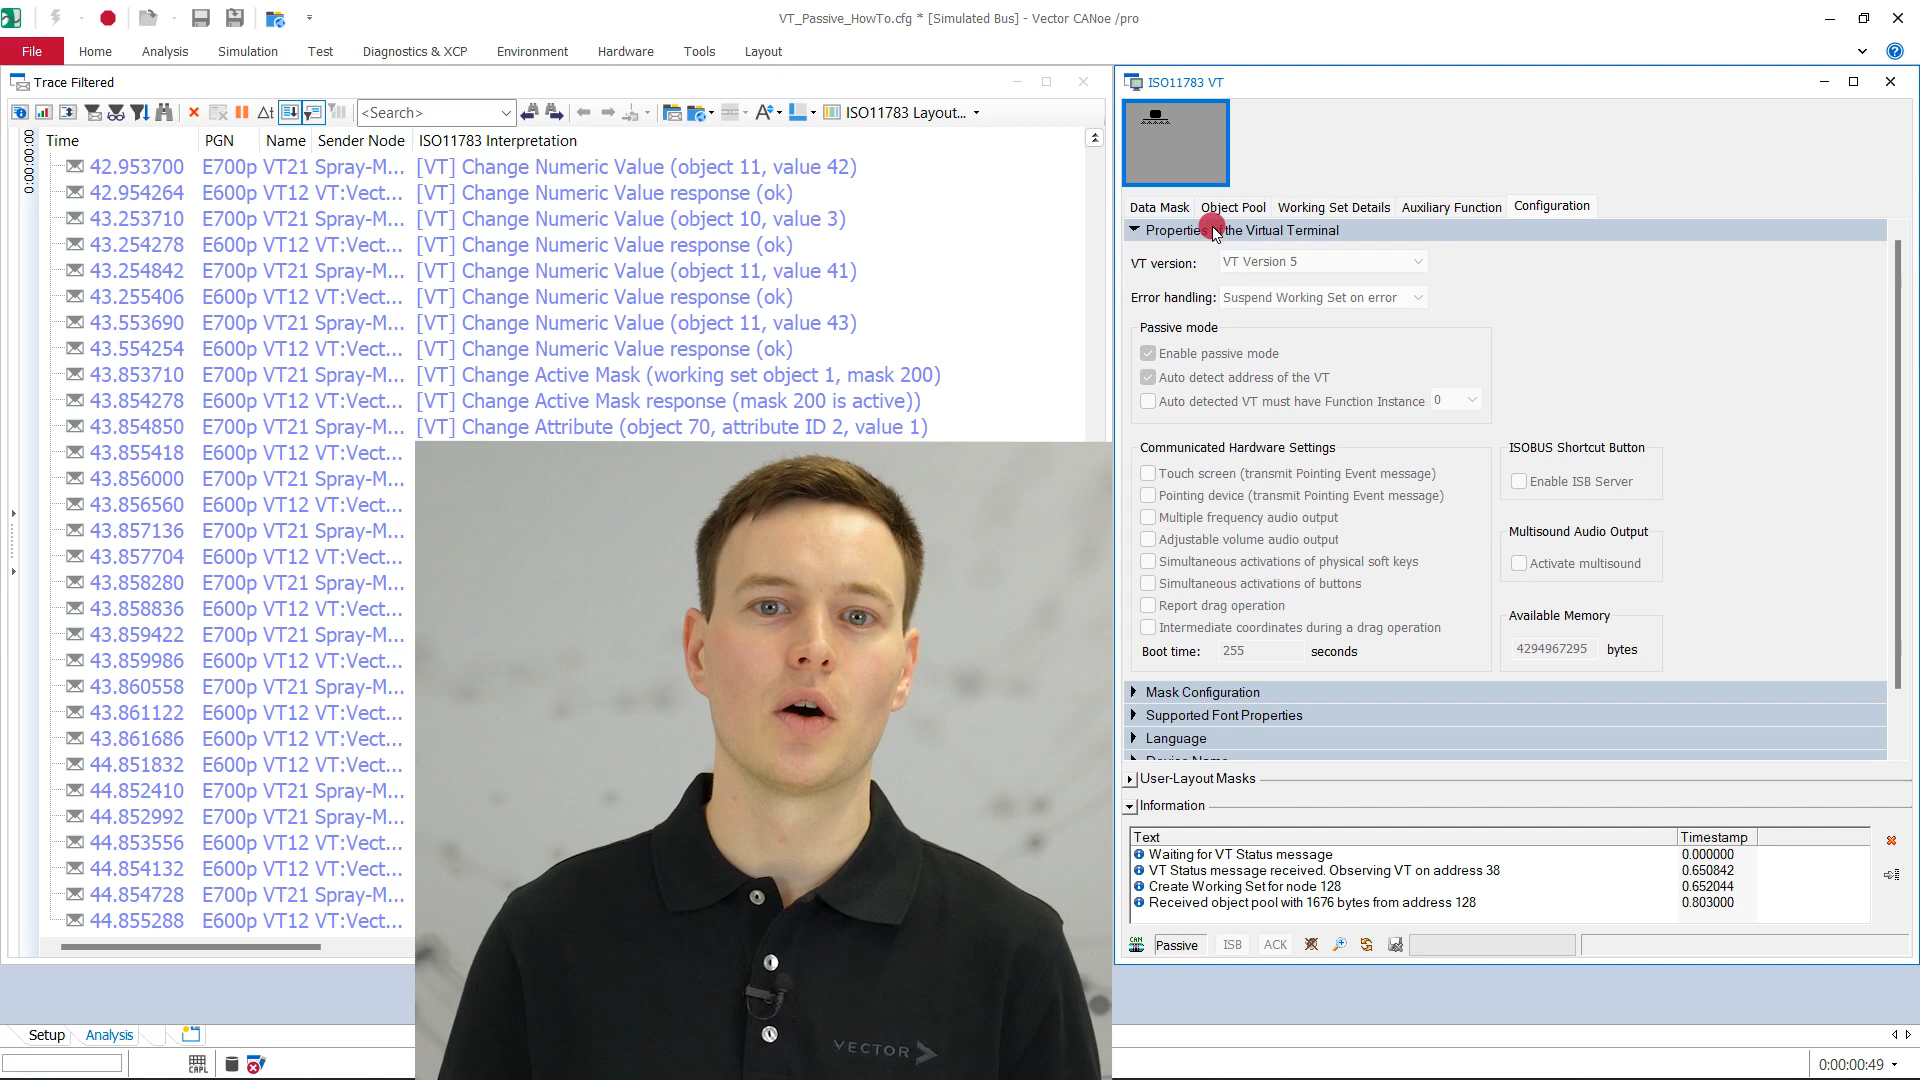 VT_Passive_HowTo.cfg * [Simulated Bus] - Vector CANoe /pro
File Home Analysis Simulation Test Diagnostics & XCP Environment Hardware Tools Layout
Trace Filtered
<Search> ISO11783 Layout...
0:00:00:00
Time PGN Name Sender Node ISO11783 Interpretation
42.953700 E700p VT21 Spray-M... [VT] Change Numeric Value (object 11, value 42)
42.954264 E600p VT12 VT:Vect... [VT] Change Numeric Value response (ok)
43.253710 E700p VT21 Spray-M... [VT] Change Numeric Value (object 10, value 3)
43.254278 E600p VT12 VT:Vect... [VT] Change Numeric Value response (ok)
43.254842 E700p VT21 Spray-M... [VT] Change Numeric Value (object 11, value 41)
43.255406 E600p VT12 VT:Vect... [VT] Change Numeric Value response (ok)
43.553690 E700p VT21 Spray-M... [VT] Change Numeric Value (object 11, value 43)
43.554254 E600p VT12 VT:Vect... [VT] Change Numeric Value response (ok)
43.853710 E700p VT21 Spray-M... [VT] Change Active Mask (working set object 1, mask 200)
43.854278 E600p VT12 VT:Vect... [VT] Change Active Mask response (mask 200 is active))
43.854850 E700p VT21 Spray-M... [VT] Change Attribute (object 70, attribute ID 2, value 1)
43.855418 E600p VT12 VT:Vect...
43.856000 E700p VT21 Spray-M...
43.856560 E600p VT12 VT:Vect...
43.857136 E700p VT21 Spray-M...
43.857704 E600p VT12 VT:Vect...
43.858280 E700p VT21 Spray-M...
43.858836 E600p VT12 VT:Vect...
43.859422 E700p VT21 Spray-M...
43.859986 E600p VT12 VT:Vect...
43.860558 E700p VT21 Spray-M...
43.861122 E600p VT12 VT:Vect...
43.861686 E600p VT12 VT:Vect...
44.851832 E600p VT12 VT:Vect...
44.852410 E700p VT21 Spray-M...
44.852992 E700p VT21 Spray-M...
44.853556 E600p VT12 VT:Vect...
44.854132 E600p VT12 VT:Vect...
44.854728 E700p VT21 Spray-M...
44.855288 E600p VT12 VT:Vect...
VECTOR
ISO11783 VT
Data Mask Object Pool Working Set Details Auxiliary Function Configuration
Properties the Virtual Terminal
VT version: VT Version 5
Error handling: Suspend Working Set on error
Passive mode
Enable passive mode
Auto detect address of the VT
Auto detected VT must have Function Instance 0
Communicated Hardware Settings
Touch screen (transmit Pointing Event message)
Pointing device (transmit Pointing Event message)
Multiple frequency audio output
Adjustable volume audio output
Simultaneous activations of physical soft keys
Simultaneous activations of buttons
Report drag operation
Intermediate coordinates during a drag operation
Boot time: 255 seconds
ISOBUS Shortcut Button
Enable ISB Server
Multisound Audio Output
Activate multisound
Available Memory
4294967295 bytes
Mask Configuration
Supported Font Properties
Language
User-Layout Masks
Information
Text Timestamp
Waiting for VT Status message 0.000000
VT Status message received. Observing VT on address 38 0.650842
Create Working Set for node 128 0.652044
Received object pool with 1676 bytes from address 128 0.803000
CAN Passive ISB ACK
Setup Analysis
CAPL
0:00:00:49